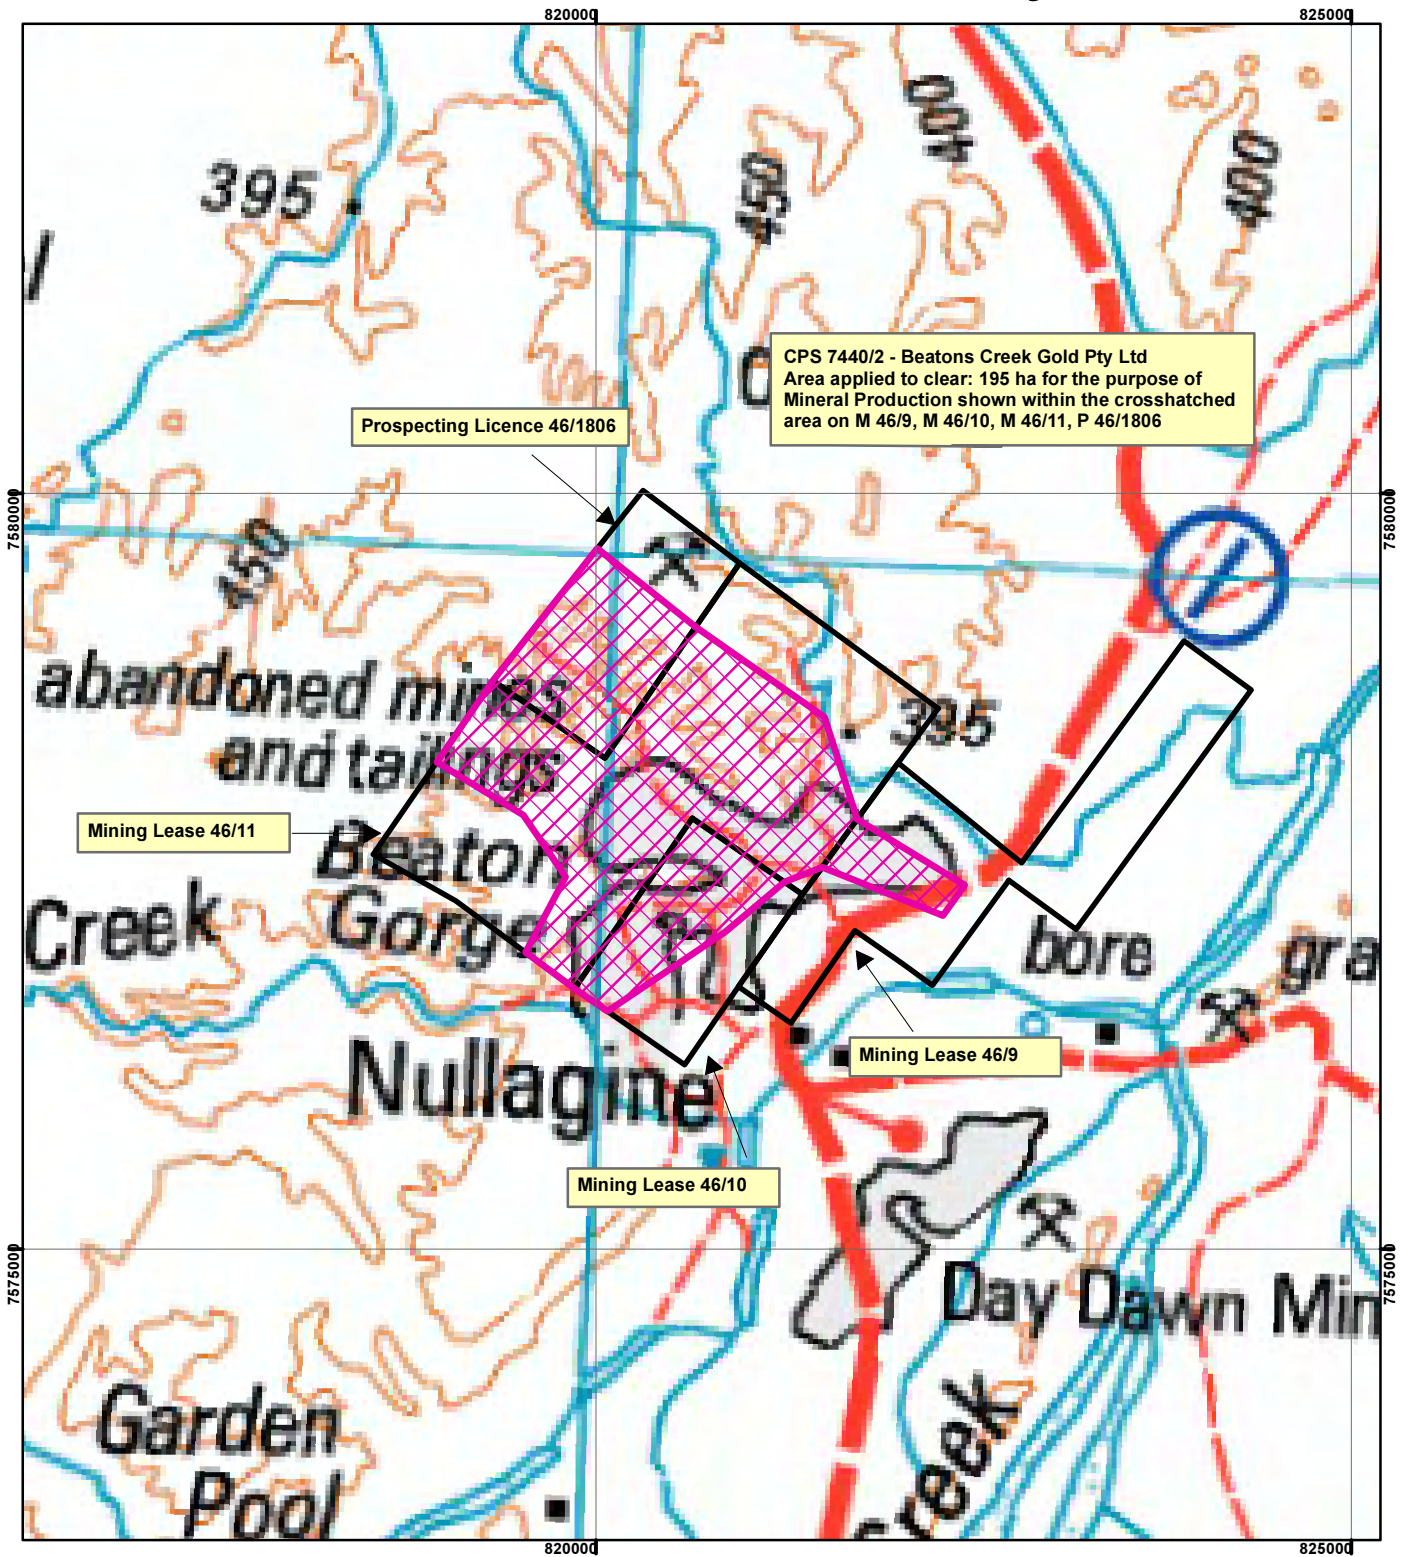 820000
825000
395
400
450
400
CPS 7440/2 - Beatons Creek Gold Pty Ltd
Area applied to clear: 195 ha for the purpose of
Mineral Production shown within the crosshatched
area on M 46/9, M 46/10, M 46/11, P 46/1806
Prospecting Licence 46/1806
7580000
7580000
450
abandoned mines
and tailings
395
Mining Lease 46/11
Beaton
Creek
Gorge
bore
gra
Mining Lease 46/9
Nullagine
Mining Lease 46/10
7575000
7575000
Day Dawn Min
Garden
Pool
reek
820000
825000